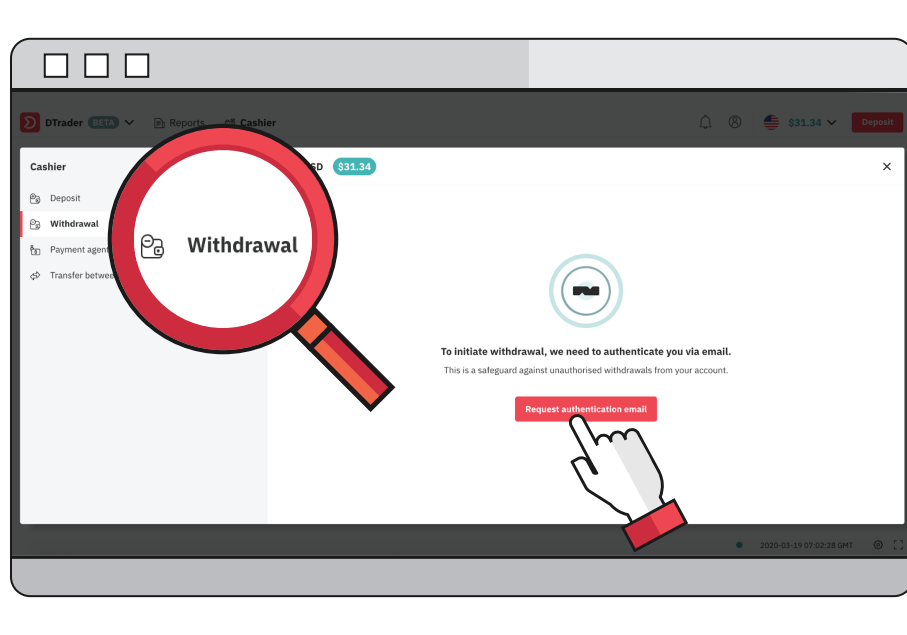 DTrader BETA Reports Cashier $31.34 Deposit
Cashier SD $31.34
Deposit
Withdrawal
Payment agent
Transfer betwee
Withdrawal
To initiate withdrawal, we need to authenticate you via email.
This is a safeguard against unauthorised withdrawals from your account.
Request authentication email
2020-03-19 07:02:28 GMT